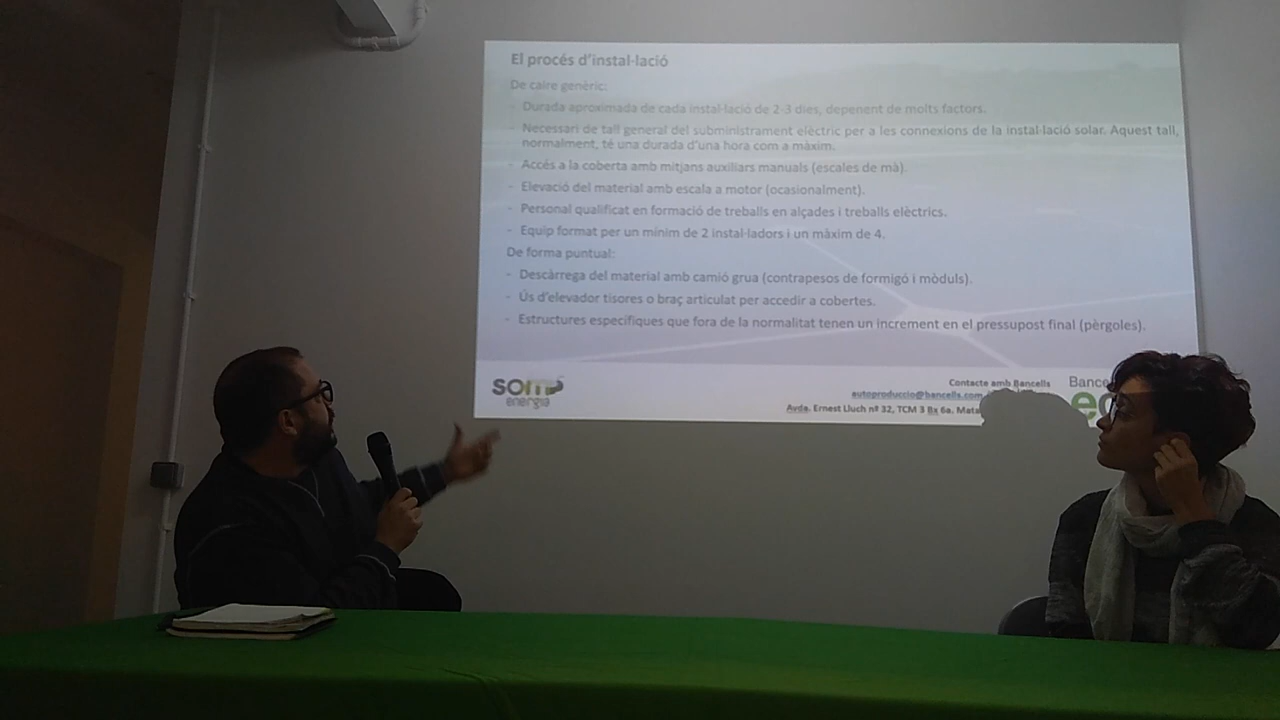 El procés d'instal·lació
De caire genèric:
- Durada aproximada de cada instal·lació de 2-3 dies, depenent de molts factors.
- Necessari de tall general del subministrament elèctric per a les connexions de la instal·lació solar. Aquest tall,
normalment, té una durada d'una hora com a màxim.
- Accés a la coberta amb mitjans auxiliars manuals (escales de mà).
- Elevació del material amb escala a motor (ocasionalment).
- Personal qualificat en formació de treballs en alçades i treballs elèctrics.
- Equip format per un mínim de 2 instal·ladors i un màxim de 4.
De forma puntual:
- Descàrrega del material amb camió grua (contrapesos de formigó i mòduls).
- Ús d'elevador tisores o braç articulat per accedir a cobertes.
- Estructures específiques que fora de la normalitat tenen un increment en el pressupost final (pèrgoles).
som
energia
Contacte amb Bancells
autoproduccio@bancells.com
Avda. Ernest Lluch nº 32, TCM 3 Bx 6a. Mata
Bance